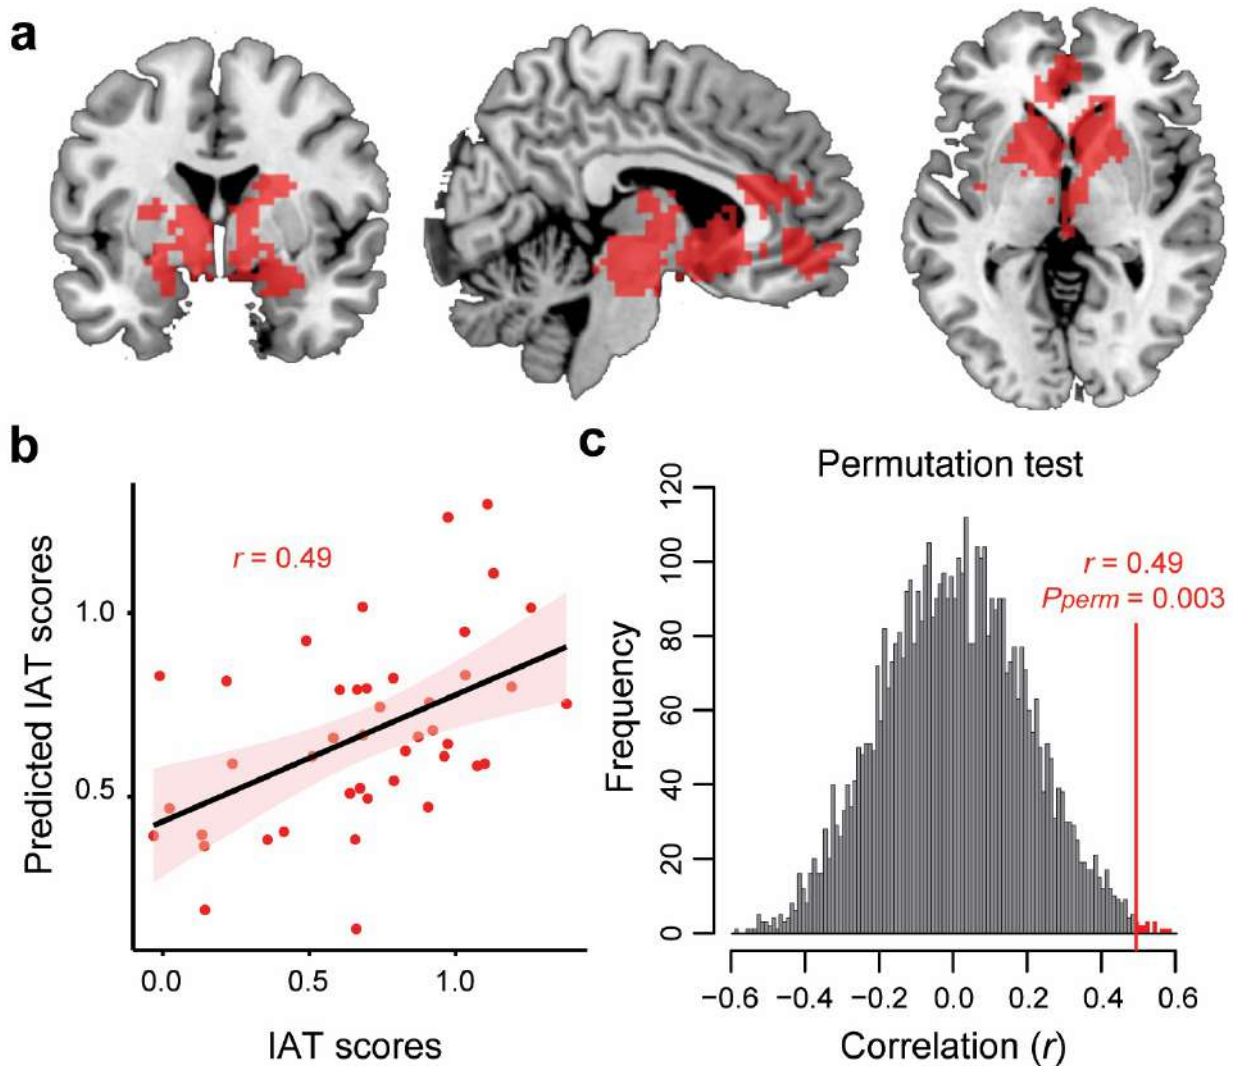 a
b
r = 0.49
Predicted IAT scores
1.0
0.5
0.0
0.5
1.0
IAT scores
c
Permutation test
r = 0.49
Pperm = 0.003
Frequency
120
100
80
60
40
20
0
−0.6 −0.4 −0.2 0.0 0.2 0.4 0.6
Correlation (r)